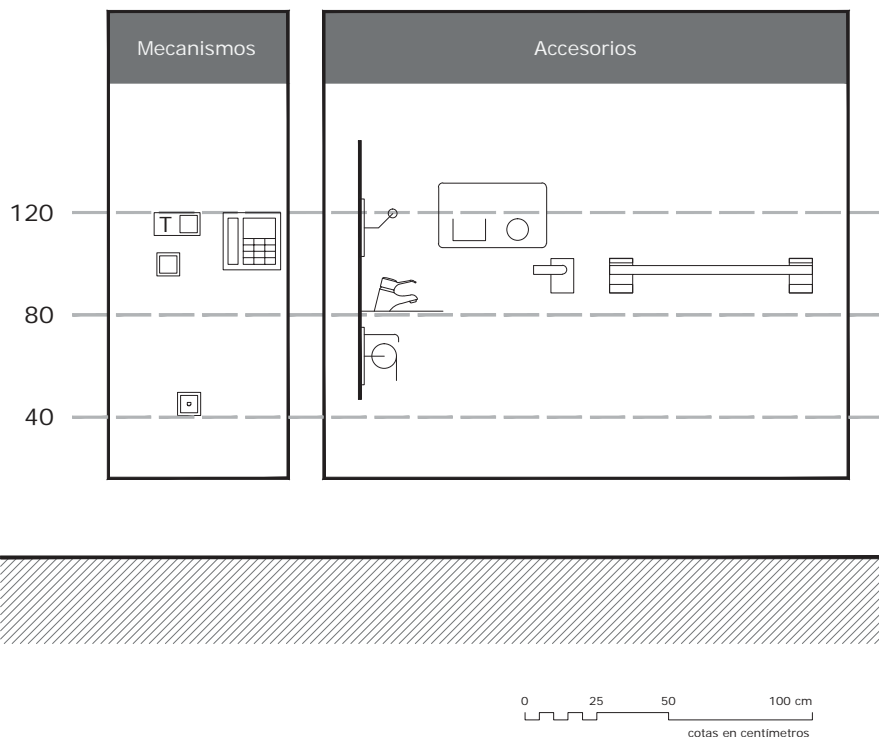 Mecanismos
Accesorios
120
T
80
40
0 25 50 100 cm
cotas en centímetros